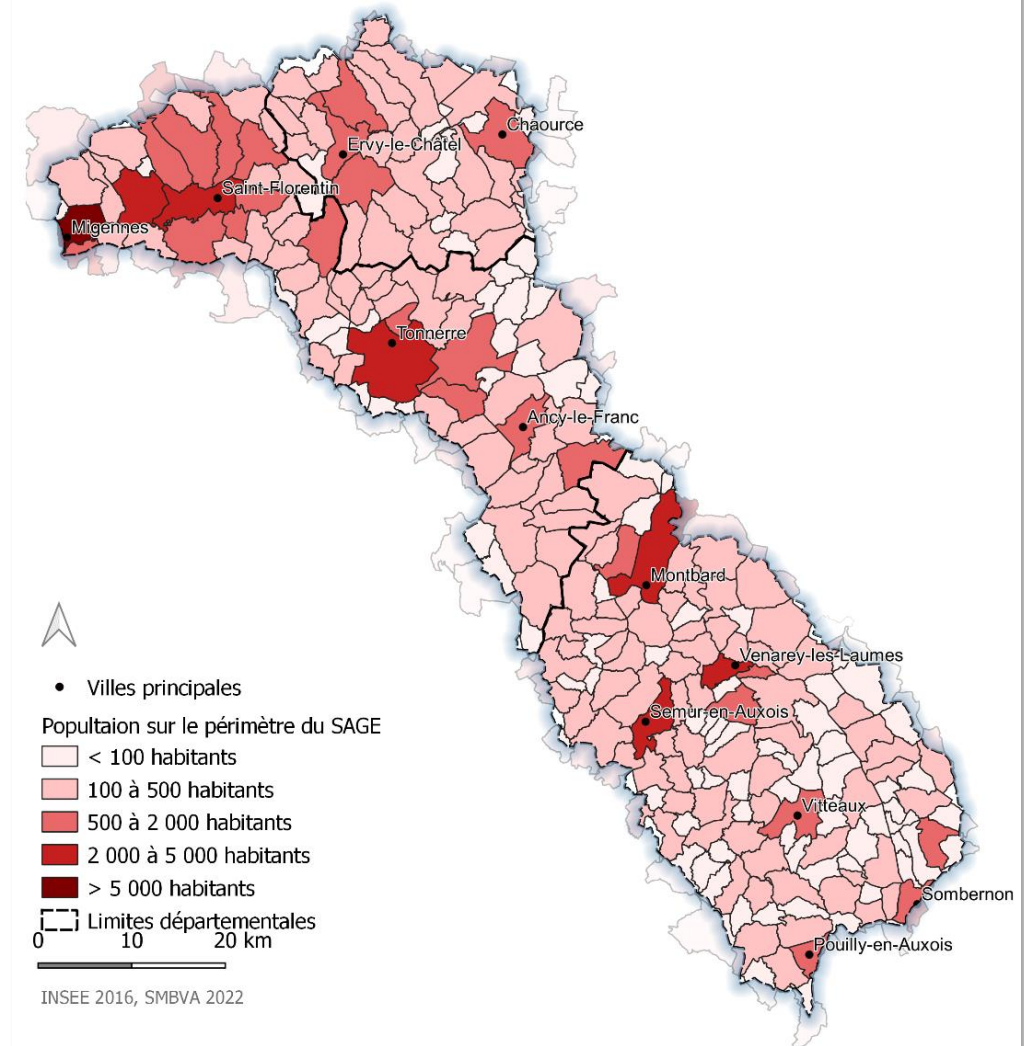 Chaource
Ervy-le-Châtel
Saint-Florentin
Migennes
Tonnerre
Ancy-le-Franc
Montbard
Venarey-les-Laumes
Semur-en-Auxois
Vitteaux
Sombernon
Pouilly-en-Auxois
Villes principales
Popultaion sur le périmètre du SAGE
< 100 habitants
100 à 500 habitants
500 à 2 000 habitants
2 000 à 5 000 habitants
> 5 000 habitants
Limites départementales
0 10 20 km
INSEE 2016, SMBVA 2022